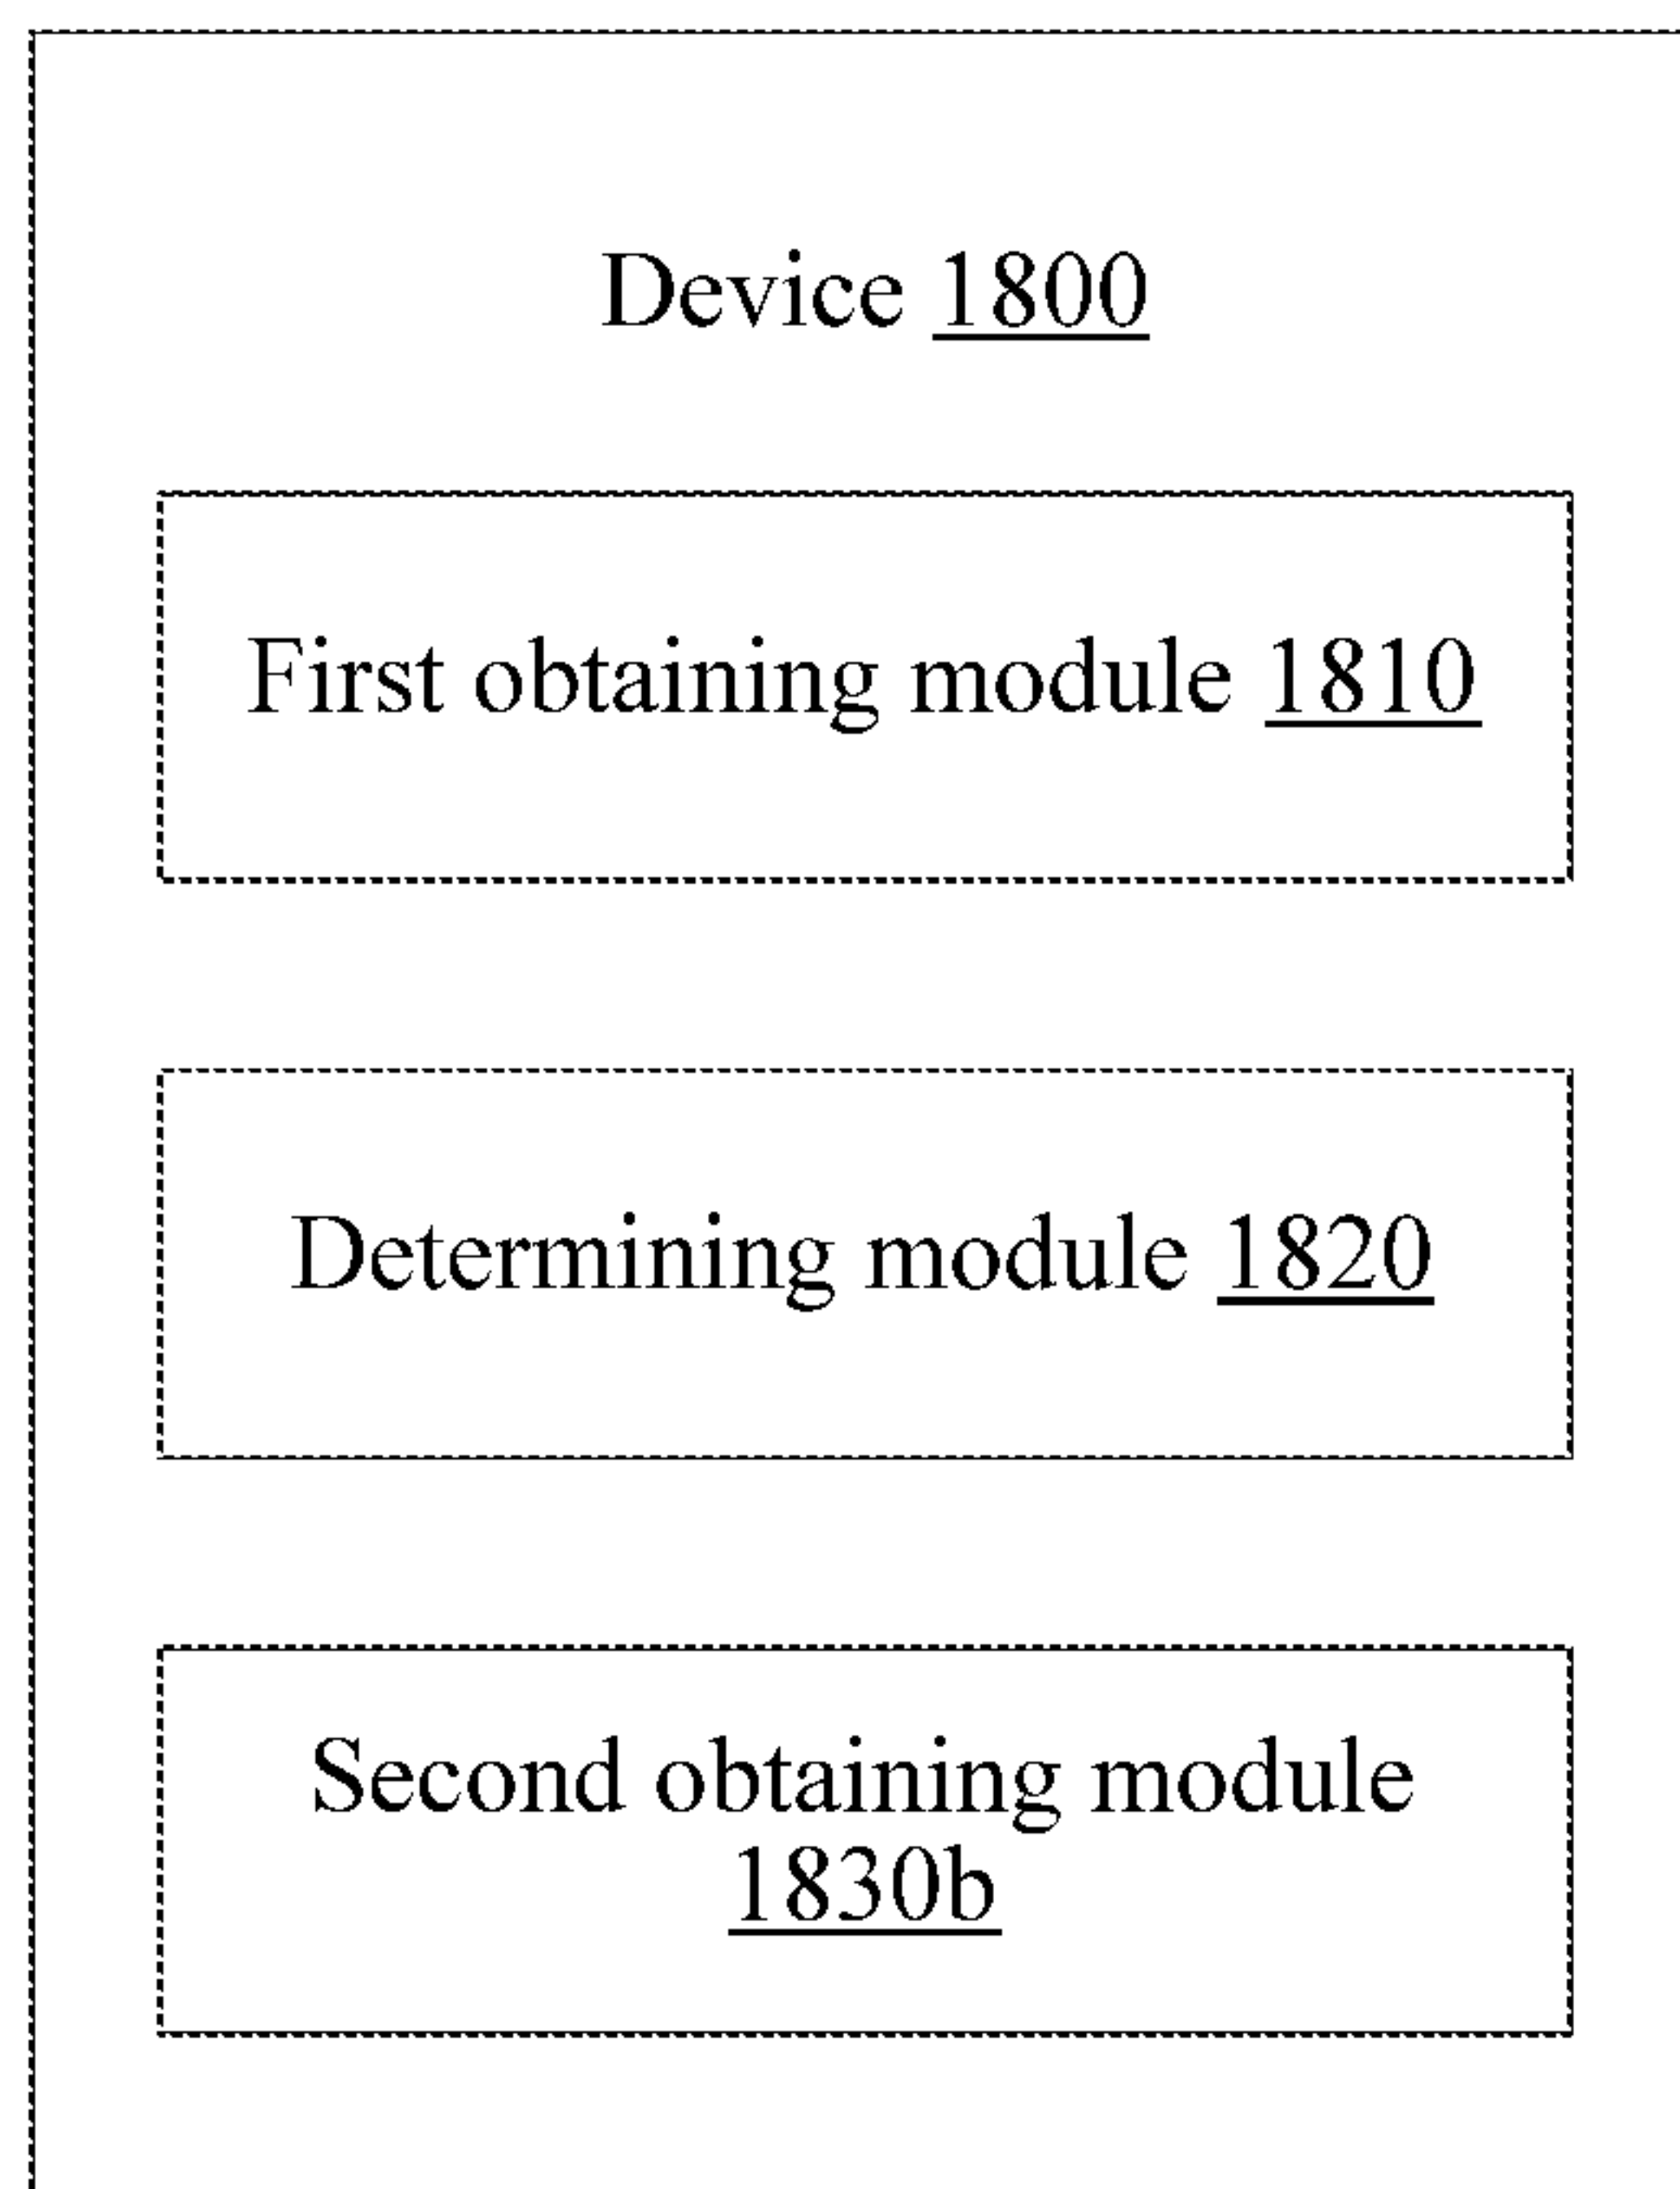 Device 1800
First obtaining module 1810
Determining module 1820
Second obtaining module
1830b